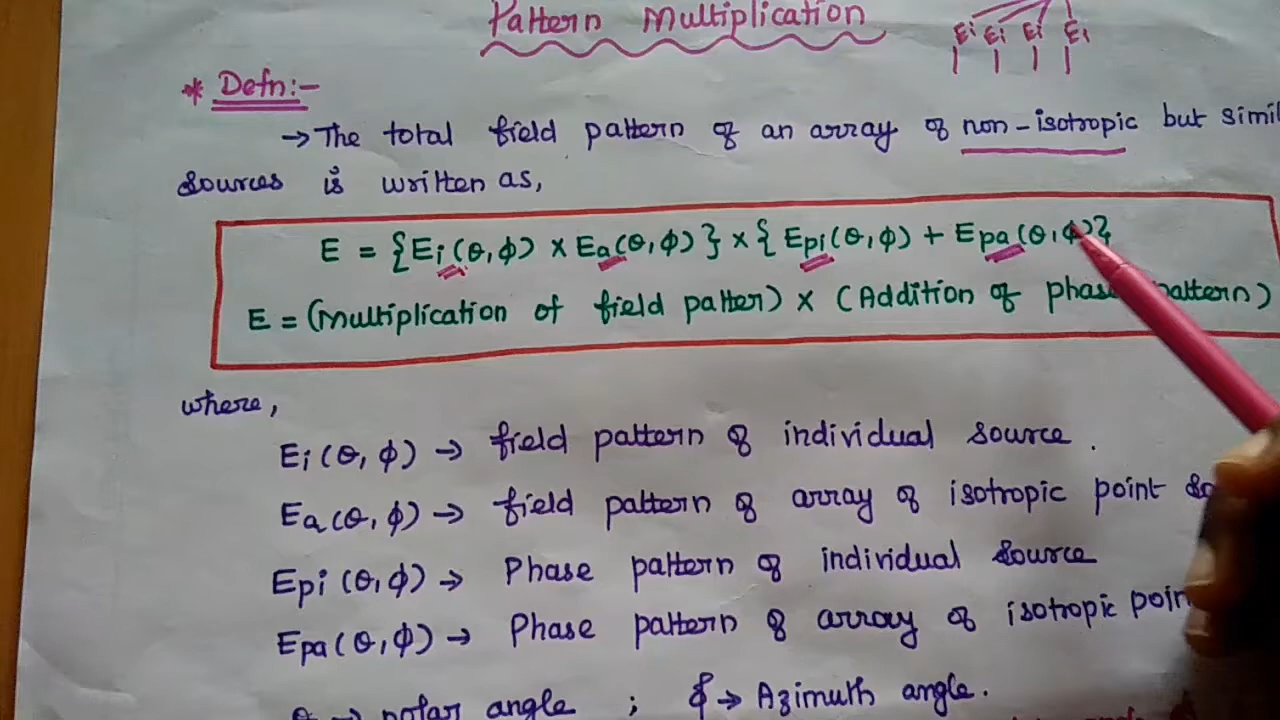 Pattern Multiplication
Ei Ei Ei Ei
* Defn:-
→ The total field pattern of an array of non-isotropic but
sources is written as,
E = {Ei(θ,ϕ) × Ea(θ,ϕ)} × {Epi(θ,ϕ) + Epa(θ,ϕ)}
E = (Multiplication of field patter) × (Addition of phase pattern)
where,
Ei(θ,ϕ) → field pattern of individual source.
Ea(θ,ϕ) → field pattern of array of isotropic point
Epi(θ,ϕ) → Phase pattern of individual source
Epa(θ,ϕ) → Phase pattern of array of isotropic
θ → polar angle ; ϕ → Azimuth angle.